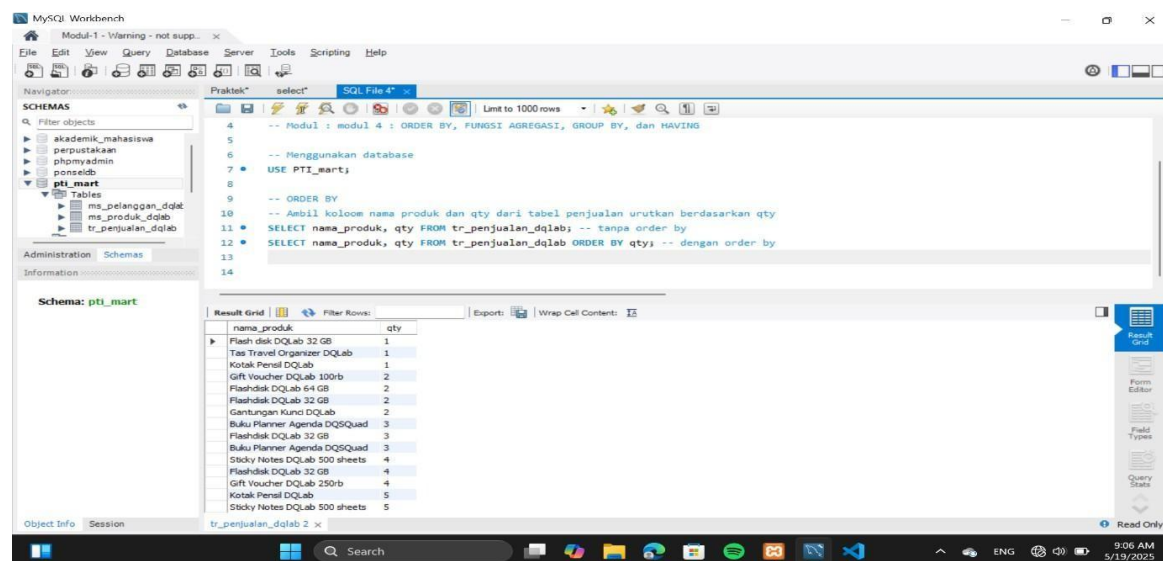 MySQL Workbench
Modul-1 - Warning - not supp..
File Edit View Query Database Server Tools Scripting Help
Navigator
Praktek* select* SQL File 4*
SCHEMAS
Limit to 1000 rows
Filter objects
akademik_mahasiswa
perpustakaan
phpmyadmin
ponseldb
pti_mart
Tables
ms_pelanggan_dqlab
ms_produk_dqlab
tr_penjualan_dqlab
4 -- Modul : modul 4 : ORDER BY, FUNGSI AGREGASI, GROUP BY, dan HAVING
5
6 -- Menggunakan database
7 USE PTI_mart;
8
9 -- ORDER BY
10 -- Ambil koloom nama produk dan qty dari tabel penjualan urutkan berdasarkan qty
11 SELECT nama_produk, qty FROM tr_penjualan_dqlab; -- tanpa order by
12 SELECT nama_produk, qty FROM tr_penjualan_dqlab ORDER BY qty; -- dengan order by
13
14
Administration Schemas
Information
Schema: pti_mart
Result Grid Filter Rows: Export: Wrap Cell Content:
nama_produk qty
Flash disk DQLab 32 GB 1
Tas Travel Organizer DQLab 1
Kotak Pensil DQLab 1
Gift Voucher DQLab 100rb 2
Flashdisk DQLab 64 GB 2
Flashdisk DQLab 32 GB 2
Gantungan Kunci DQLab 2
Buku Planner Agenda DQSQuad 3
Flashdisk DQLab 32 GB 3
Buku Planner Agenda DQSQuad 3
Sticky Notes DQLab 500 sheets 4
Flashdisk DQLab 32 GB 4
Gift Voucher DQLab 250rb 4
Kotak Pensil DQLab 5
Sticky Notes DQLab 500 sheets 5
Result Grid
Form Editor
Field Types
Query Stats
Object Info Session
tr_penjualan_dqlab 2
Read Only
Search
ENG
9:06 AM
5/19/2025